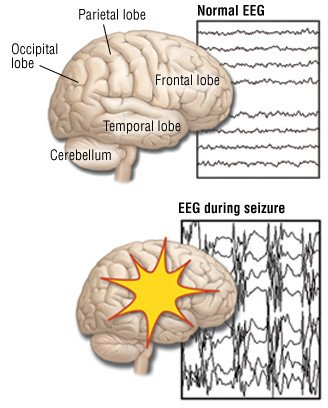 Normal EEG
Parietal lobe
Occipital
lobe
Frontal lobe
Temporal lobe
Cerebellum
EEG during seizure